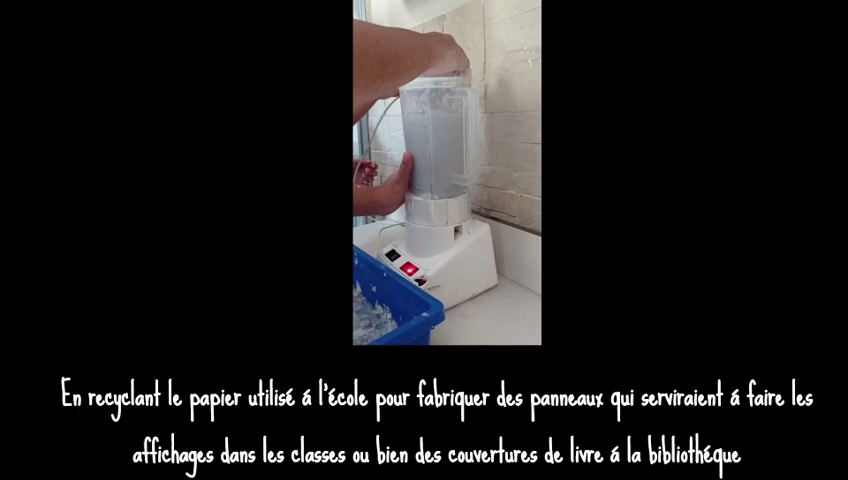 En recyclant le papier utilisé á l'école pour fabriquer des panneaux qui serviraient á faire les
affichages dans les classes ou bien des couvertures de livre á la bibliothéque